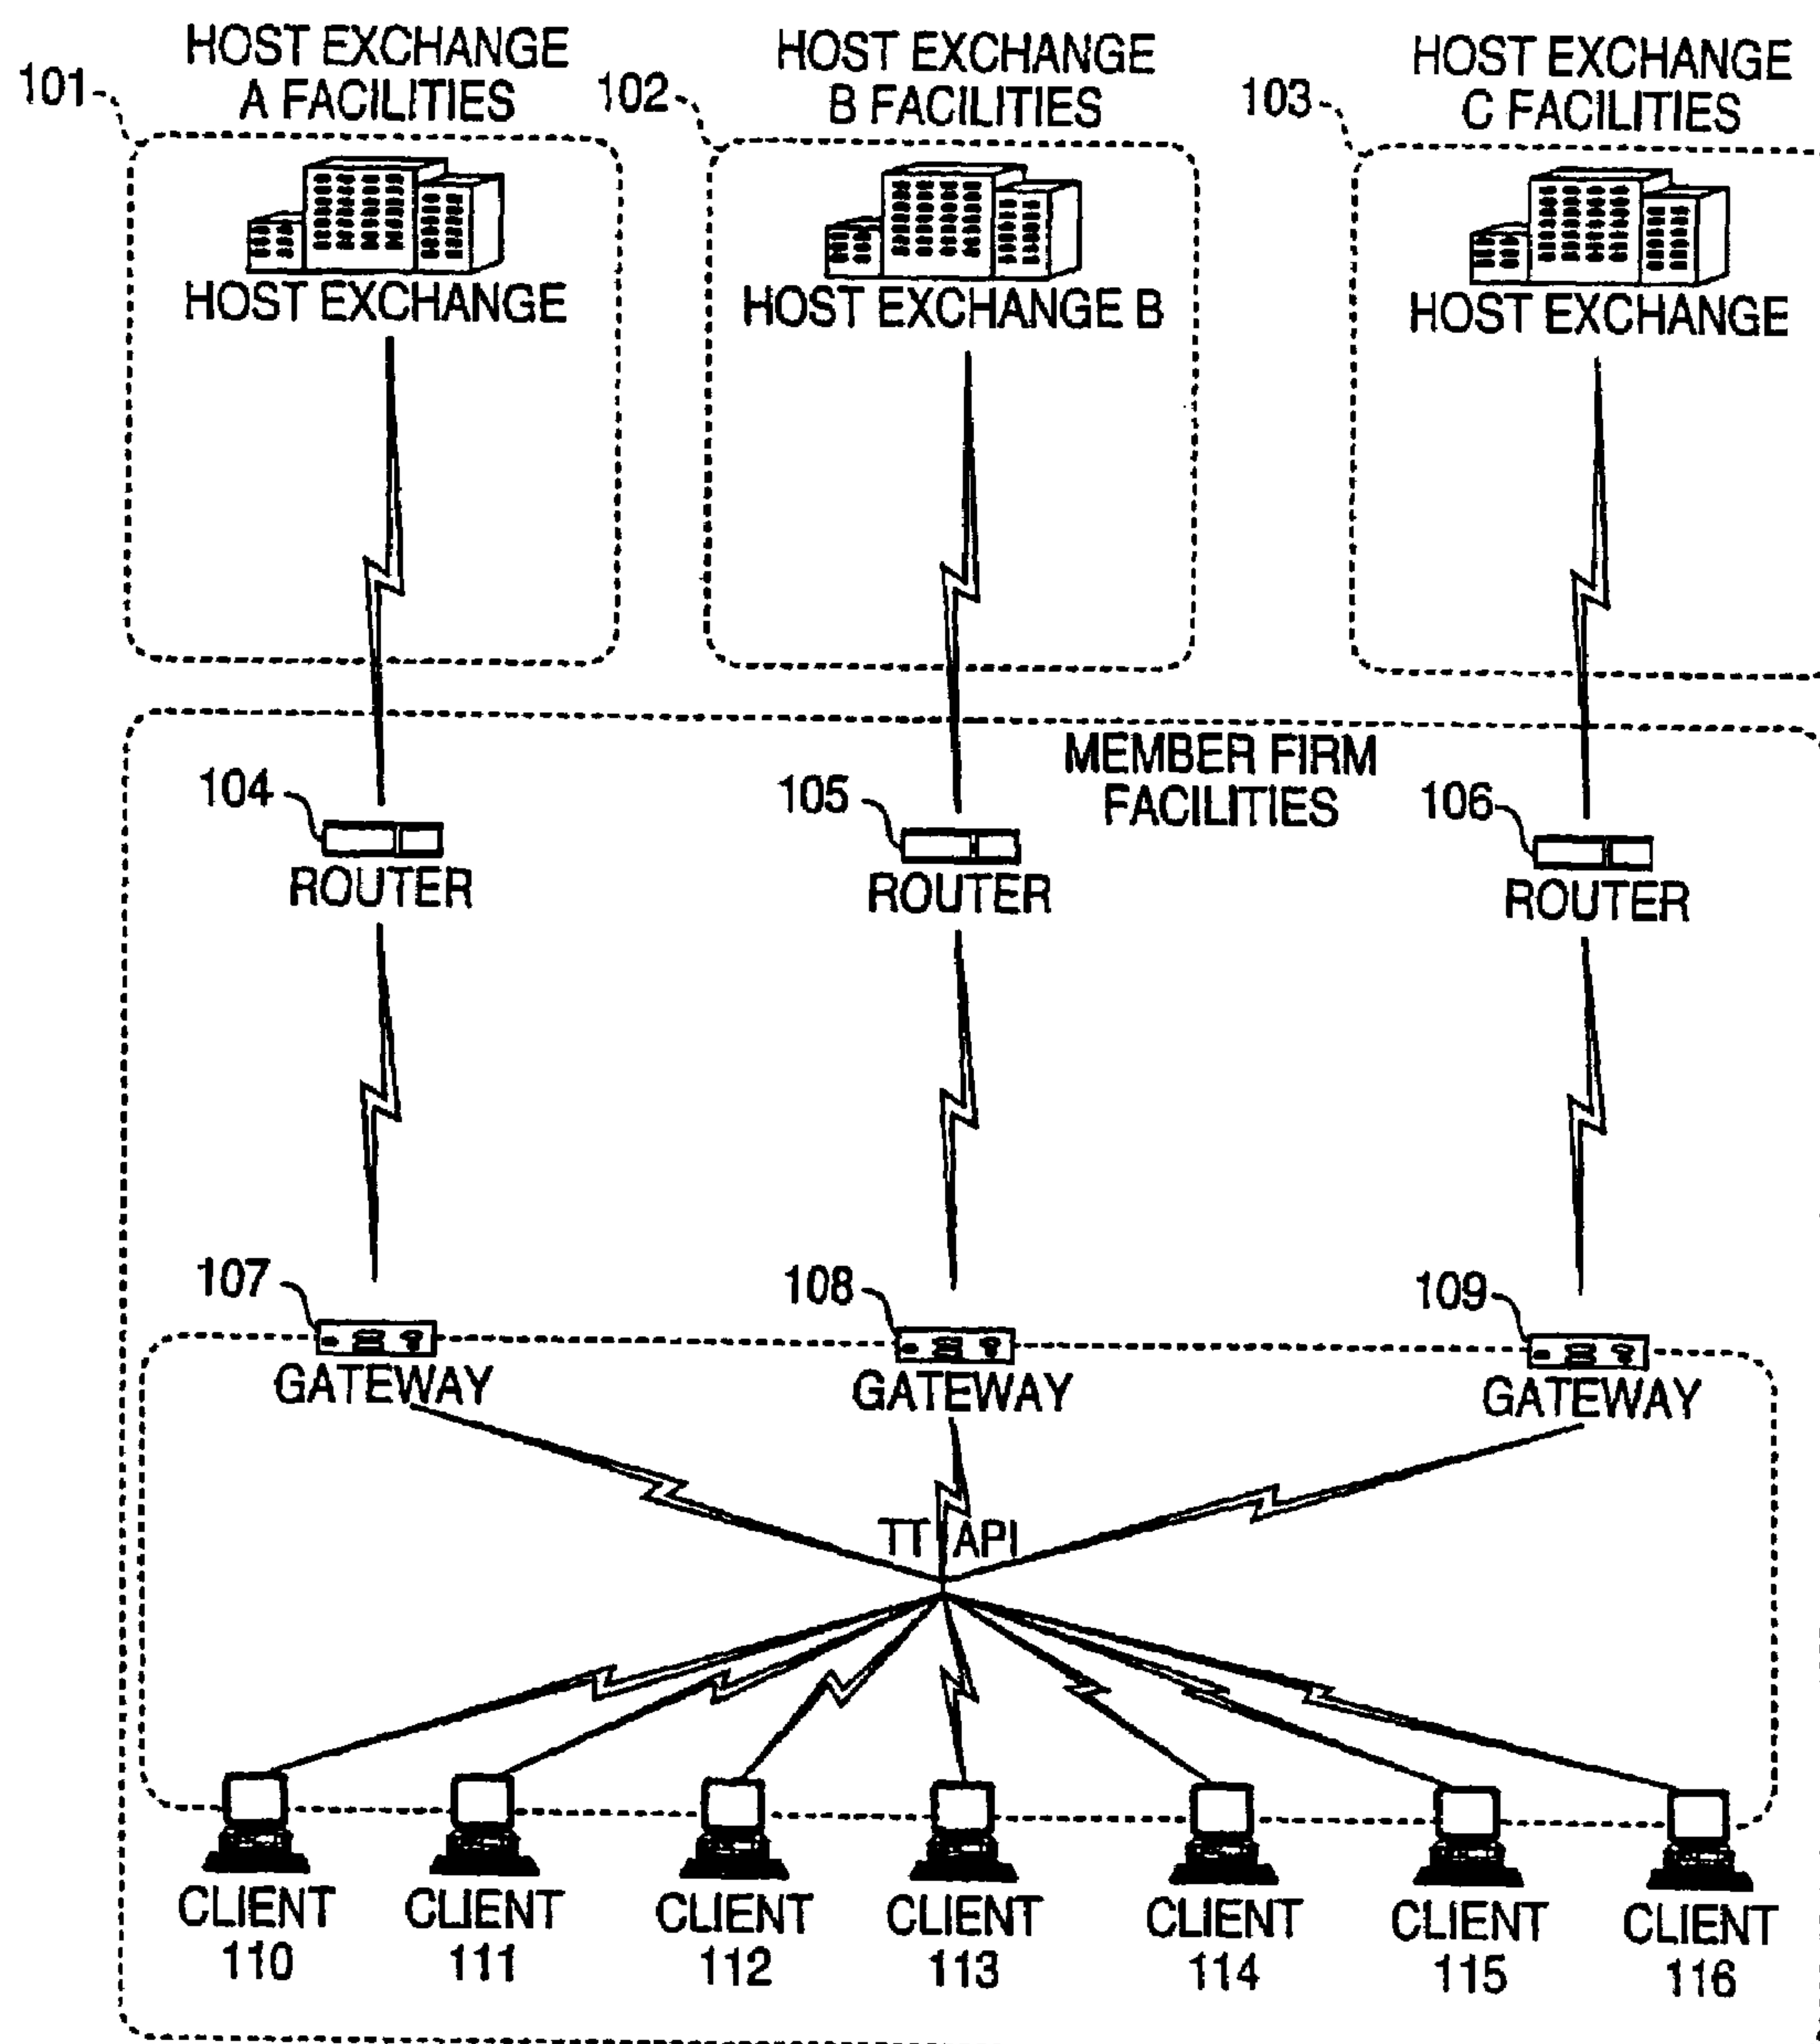 HOST EXCHANGE
A FACILITIES
HOST EXCHANGE
B FACILITIES
HOST EXCHANGE
C FACILITIES
101
102
103
HOST EXCHANGE
HOST EXCHANGE B
HOST EXCHANGE
MEMBER FIRM
FACILITIES
104
105
106
ROUTER
ROUTER
ROUTER
107
108
109
GATEWAY
GATEWAY
GATEWAY
TT API
CLIENT
110
CLIENT
111
CLIENT
112
CLIENT
113
CLIENT
114
CLIENT
115
CLIENT
116